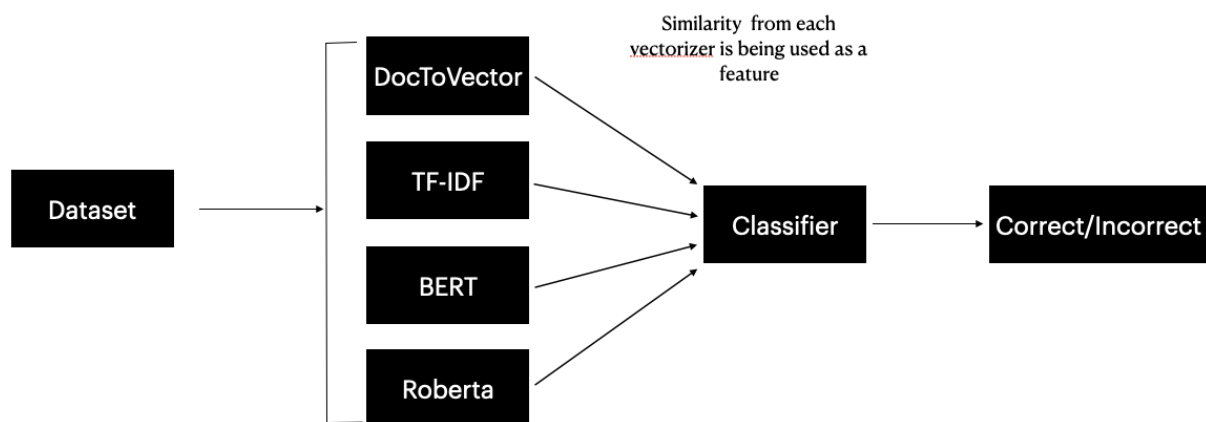 Similarity from each
vectorizer is being used as a
feature
DocToVector
TF-IDF
Dataset
Classifier
Correct/Incorrect
BERT
Roberta